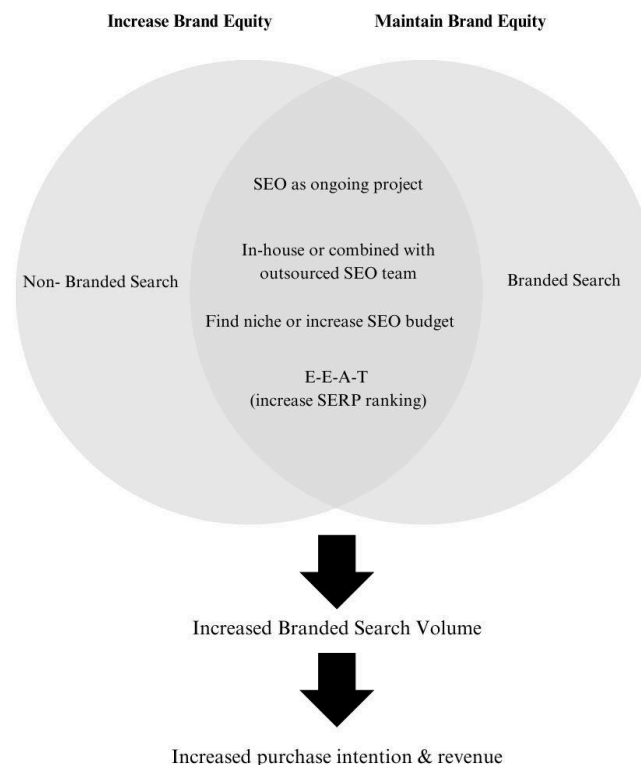 Increase Brand Equity
Maintain Brand Equity
SEO as ongoing project
In-house or combined with
outsourced SEO team
Non- Branded Search
Branded Search
Find niche or increase SEO budget
E-E-A-T
(increase SERP ranking)
Increased Branded Search Volume
Increased purchase intention & revenue